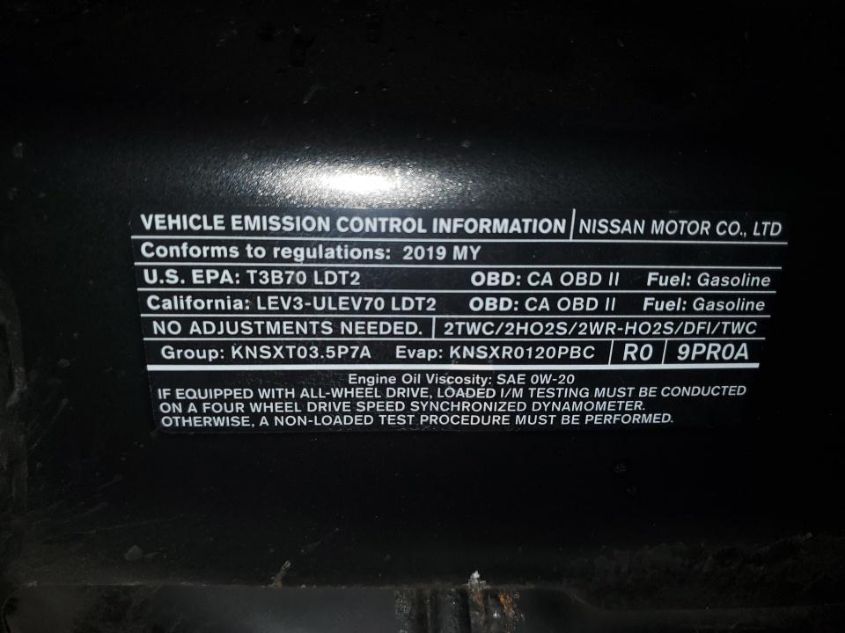 VEHICLE EMISSION CONTROL INFORMATION NISSAN MOTOR CO., LTD
Conforms to regulations: 2019 MY
U.S. EPA: T3B70 LDT2 OBD: CA OBD II Fuel: Gasoline
California: LEV3-ULEV70 LDT2 OBD: CA OBD II Fuel: Gasoline
NO ADJUSTMENTS NEEDED. 2TWC/2HO2S/2WR-HO2S/DFI/TWC
Group: KNSXT03.5P7A Evap: KNSXR0120PBC R0 9PR0A
Engine Oil Viscosity: SAE 0W-20
IF EQUIPPED WITH ALL-WHEEL DRIVE, LOADED I/M TESTING MUST BE CONDUCTED
ON A FOUR WHEEL DRIVE SPEED SYNCHRONIZED DYNAMOMETER.
OTHERWISE, A NON-LOADED TEST PROCEDURE MUST BE PERFORMED.